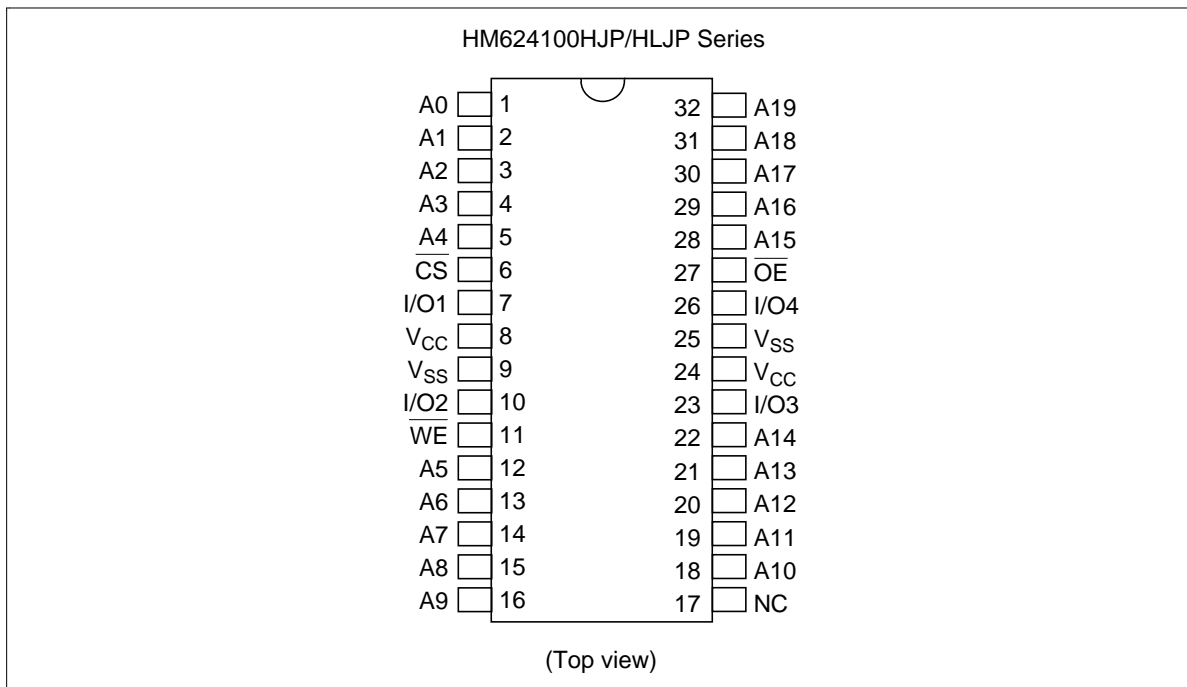 HM624100HJP/HLJP Series
A0 1 32 A19
A1 2 31 A18
A2 3 30 A17
A3 4 29 A16
A4 5 28 A15
C̅S̅ 6 27 O̅E̅
I/O1 7 26 I/O4
VCC 8 25 VSS
VSS 9 24 VCC
I/O2 10 23 I/O3
W̅E̅ 11 22 A14
A5 12 21 A13
A6 13 20 A12
A7 14 19 A11
A8 15 18 A10
A9 16 17 NC
(Top view)